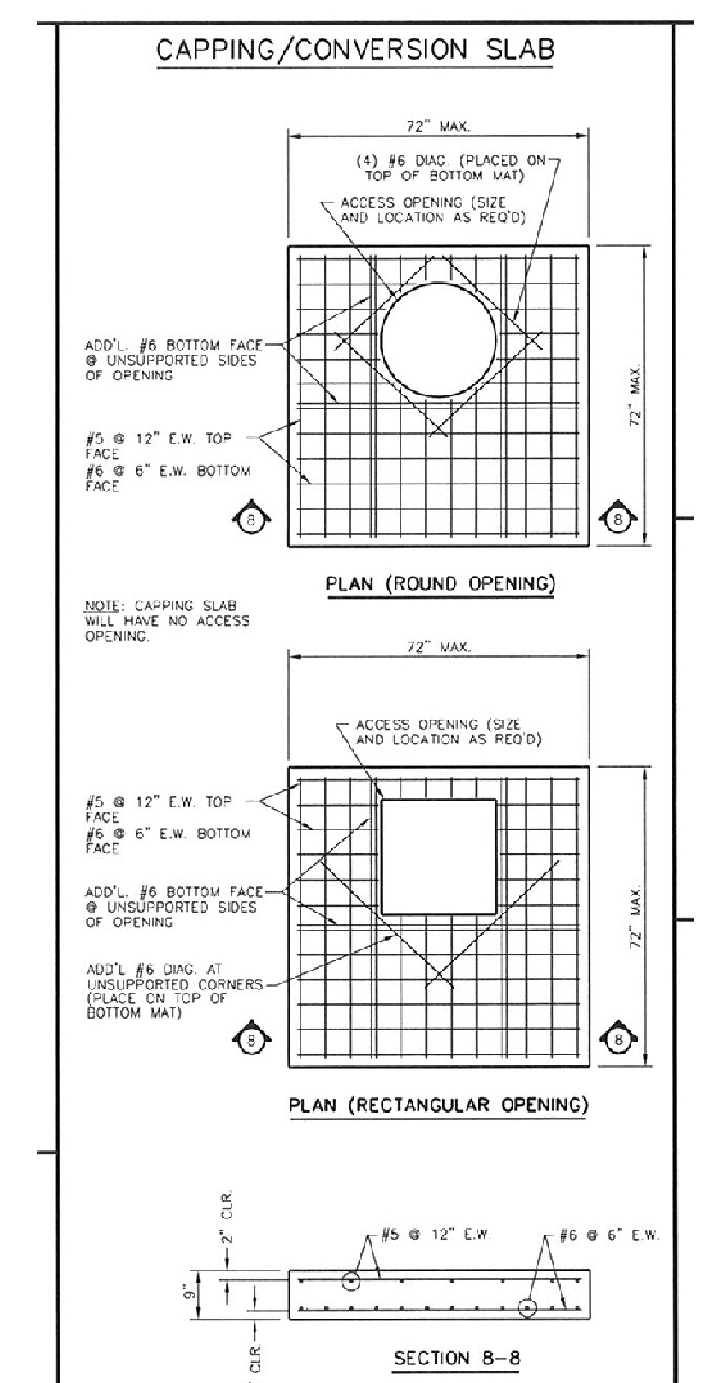 CAPPING/CONVERSION SLAB
72" MAX.
(4) #6 DIAG. (PLACED ON
TOP OF BOTTOM MAT)
ACCESS OPENING (SIZE
AND LOCATION AS REQ'D)
ADD'L. #6 BOTTOM FACE
@ UNSUPPORTED SIDES
OF OPENING
72" MAX.
#5 @ 12" E.W. TOP
FACE
#6 @ 6" E.W. BOTTOM
FACE
8
8
PLAN (ROUND OPENING)
NOTE: CAPPING SLAB
WILL HAVE NO ACCESS
OPENING.
72" MAX.
ACCESS OPENING (SIZE
AND LOCATION AS REQ'D)
#5 @ 12" E.W. TOP
FACE
#6 @ 6" E.W. BOTTOM
FACE
ADD'L. #6 BOTTOM FACE
@ UNSUPPORTED SIDES
OF OPENING
72" MAX.
ADD'L #6 DIAG. AT
UNSUPPORTED CORNERS
(PLACE ON TOP OF
BOTTOM MAT)
8
8
PLAN (RECTANGULAR OPENING)
2" CLR.
#5 @ 12" E.W.
#6 @ 6" E.W.
9"
CLR.
SECTION 8-8